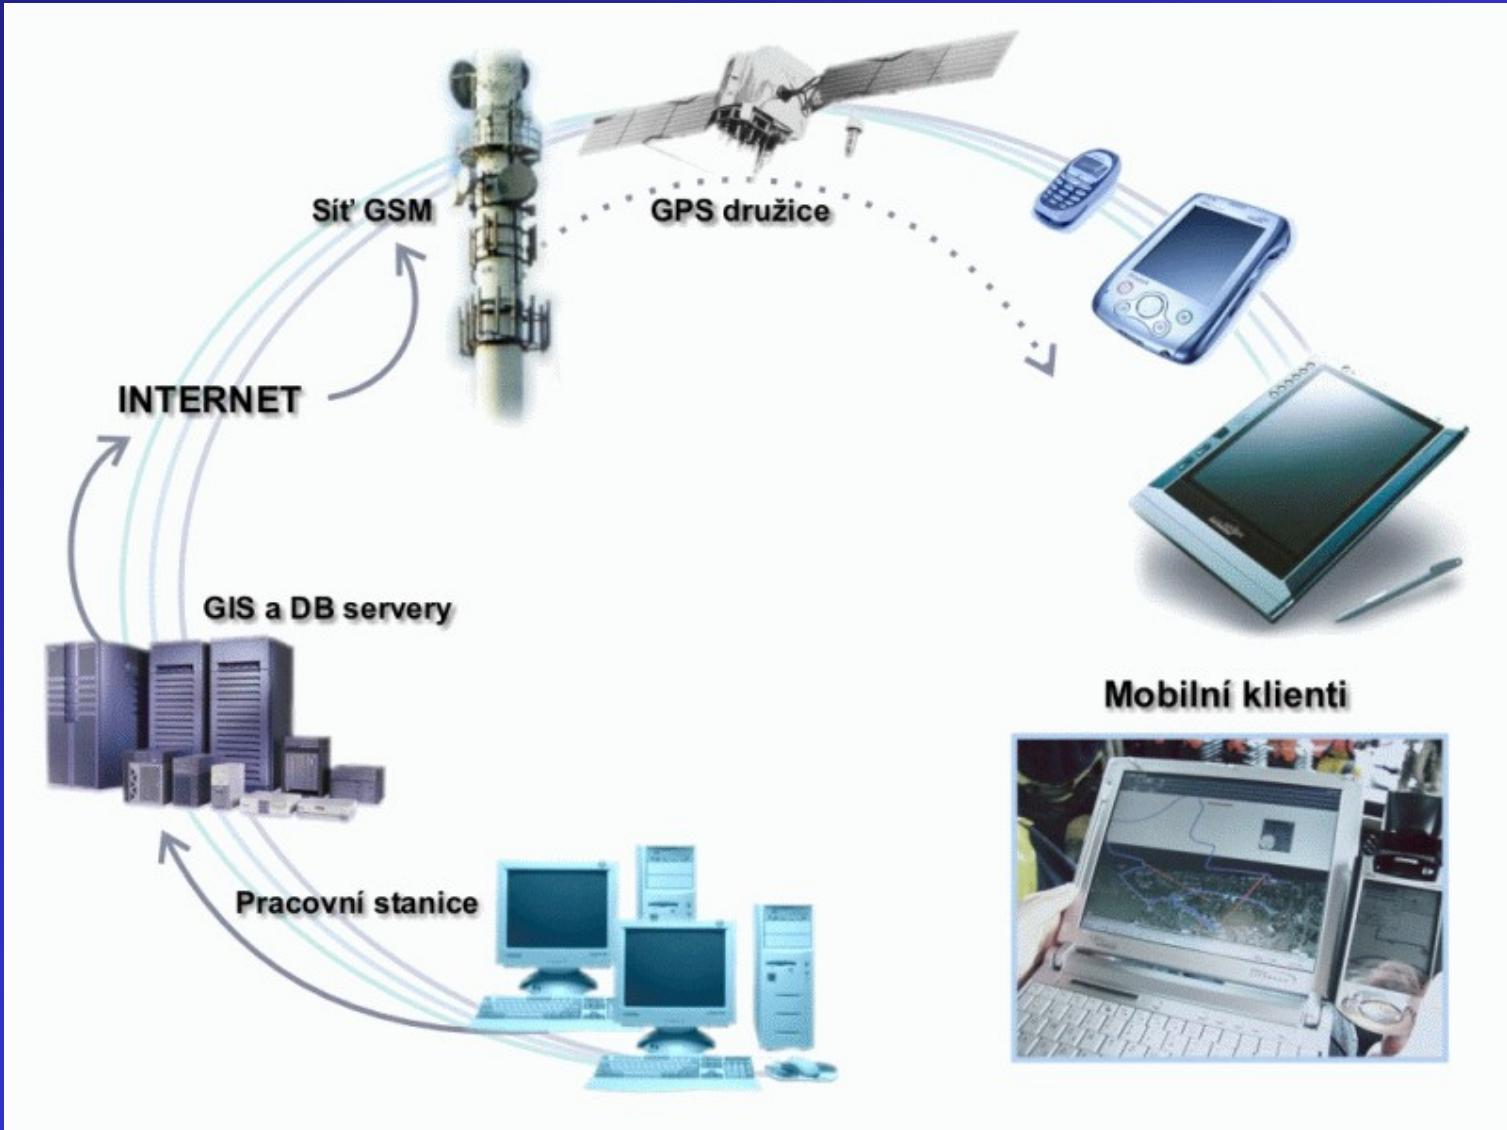 Síť GSM
GPS družice
INTERNET
GIS a DB servery
Mobilní klienti
Pracovní stanice